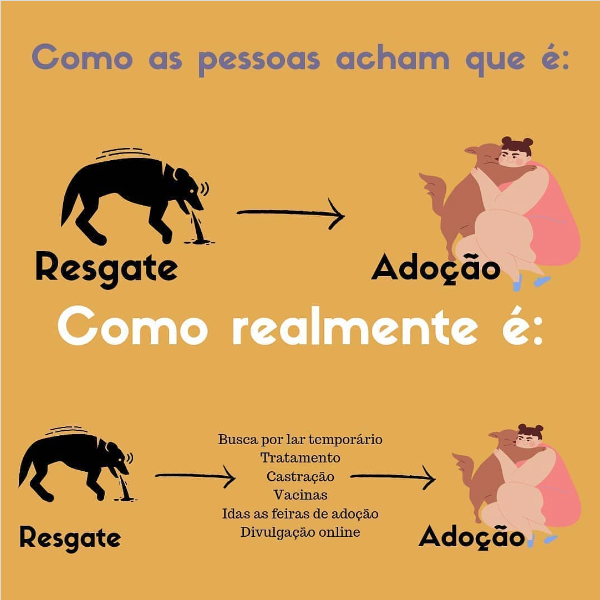 Como as pessoas acham que é:
Resgate
Adoção
Como realmente é:
Busca por lar temporário
Tratamento
Castração
Vacinas
Idas as feiras de adoção
Divulgação online
Resgate
Adoção